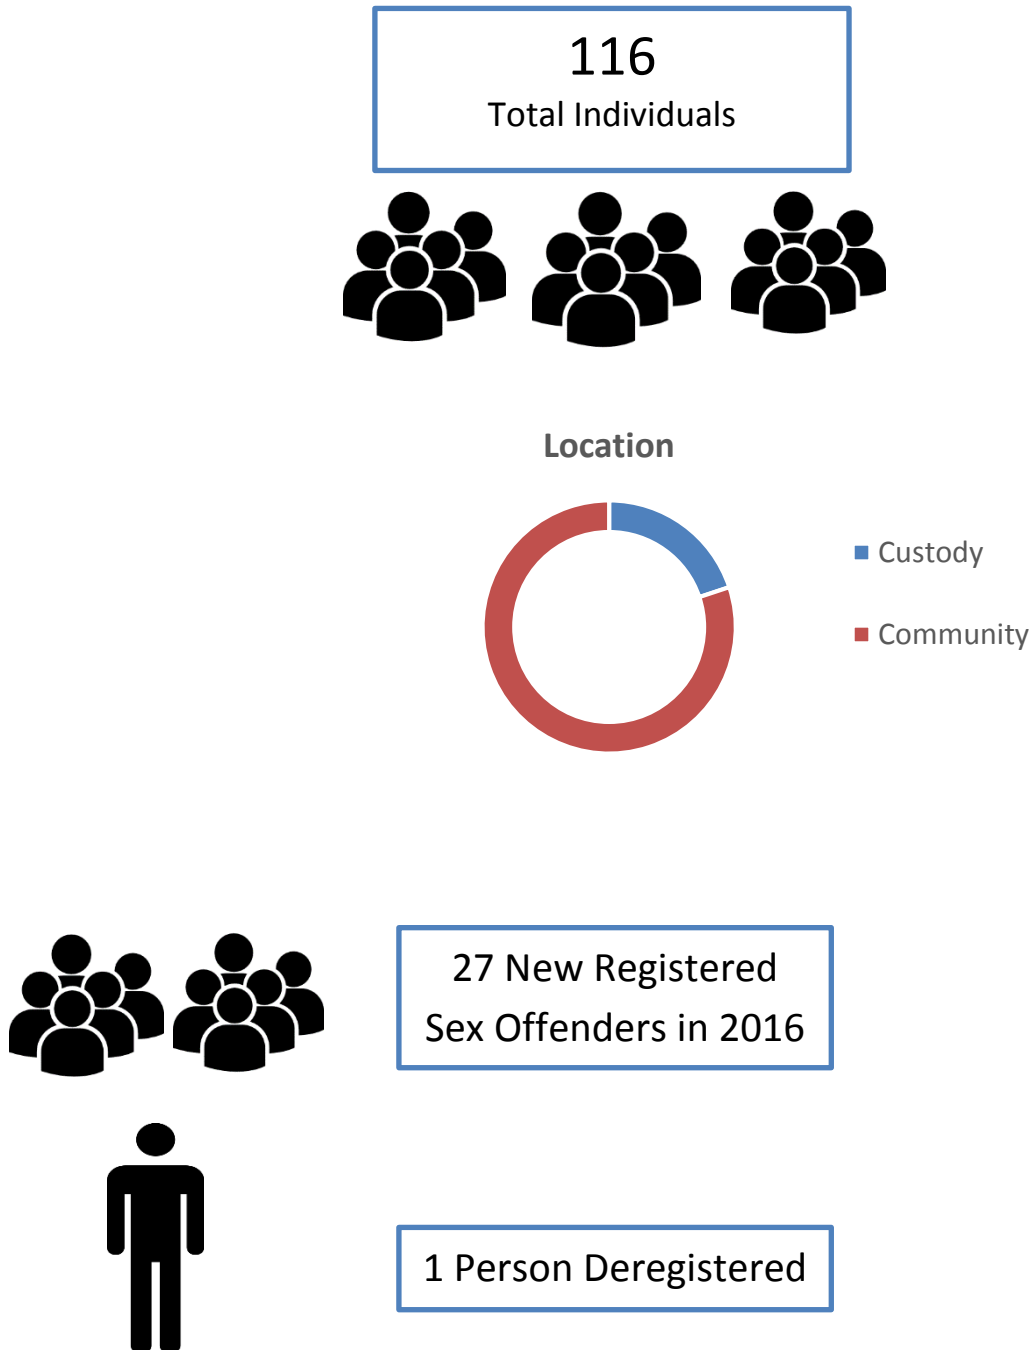 116
Total Individuals
Location
Custody
Community
27 New Registered
Sex Offenders in 2016
1 Person Deregistered